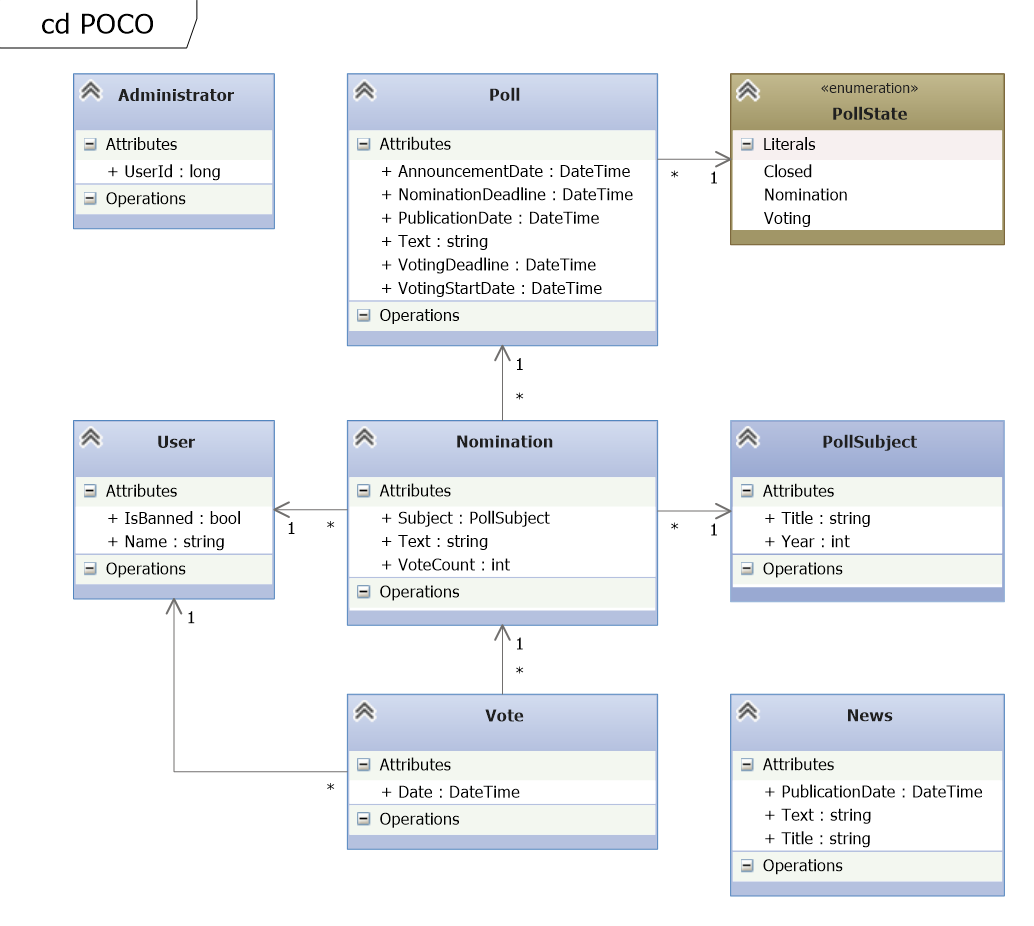 cd POCO
Administrator
Attributes
+ UserId : long
Operations
Poll
Attributes
+ AnnouncementDate : DateTime
+ NominationDeadline : DateTime
+ PublicationDate : DateTime
+ Text : string
+ VotingDeadline : DateTime
+ VotingStartDate : DateTime
Operations
* 1
«enumeration»
PollState
Literals
Closed
Nomination
Voting
1
*
User
Attributes
+ IsBanned : bool
+ Name : string
Operations
1 *
Nomination
Attributes
+ Subject : PollSubject
+ Text : string
+ VoteCount : int
Operations
* 1
PollSubject
Attributes
+ Title : string
+ Year : int
Operations
1
*
1
*
Vote
Attributes
+ Date : DateTime
Operations
News
Attributes
+ PublicationDate : DateTime
+ Text : string
+ Title : string
Operations